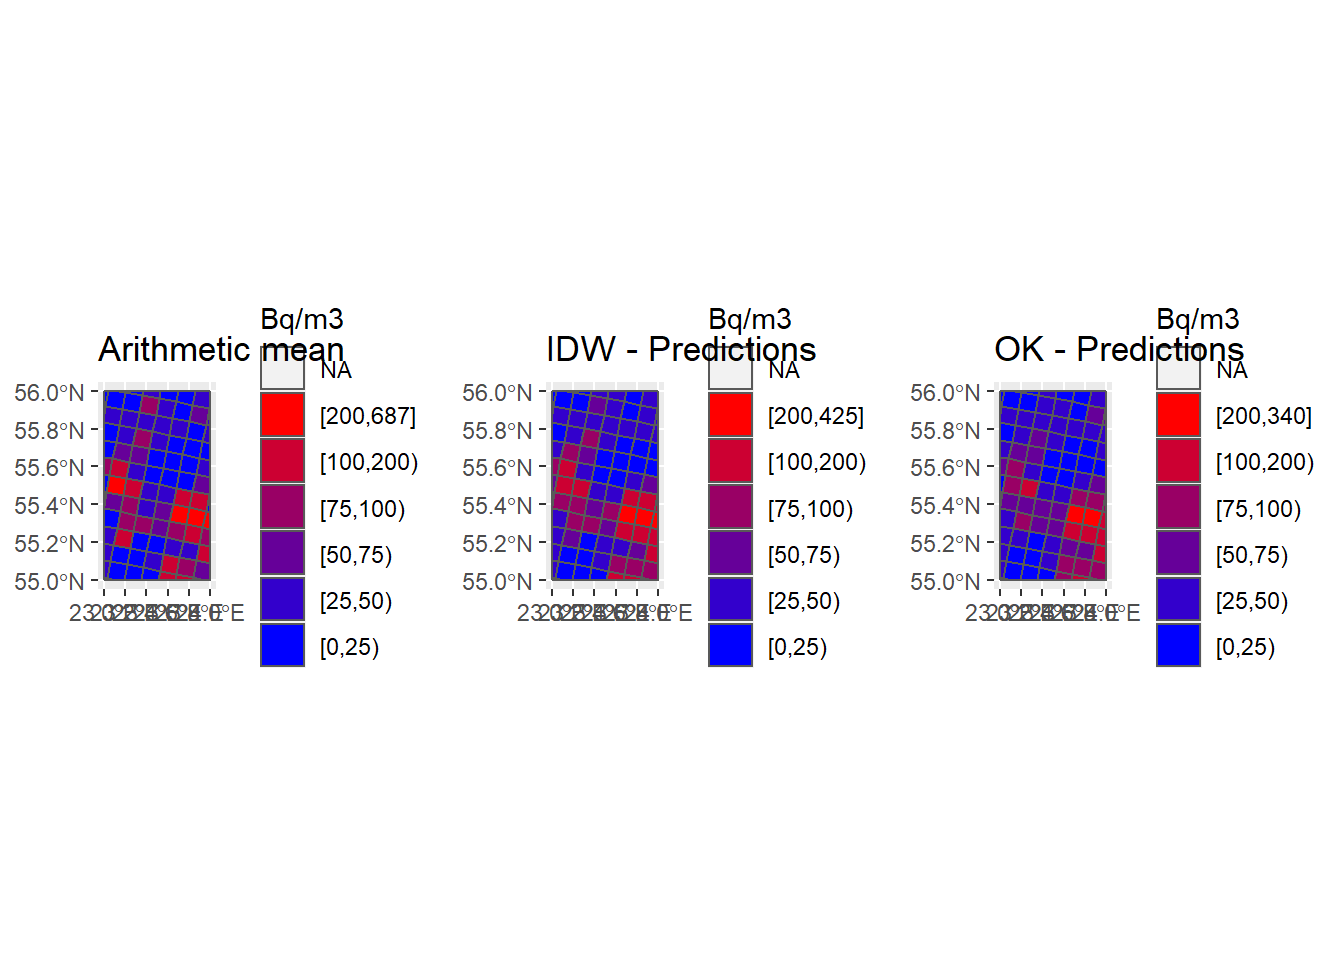 Bq/m3
Arithmetic mean
NA
[200,687]
[100,200)
[75,100)
[50,75)
[25,50)
[0,25)
56.0°N
55.8°N
55.6°N
55.4°N
55.2°N
55.0°N
Bq/m3
IDW - Predictions
NA
[200,425]
[100,200)
[75,100)
[50,75)
[25,50)
[0,25)
56.0°N
55.8°N
55.6°N
55.4°N
55.2°N
55.0°N
Bq/m3
OK - Predictions
NA
[200,340]
[100,200)
[75,100)
[50,75)
[25,50)
[0,25)
56.0°N
55.8°N
55.6°N
55.4°N
55.2°N
55.0°N